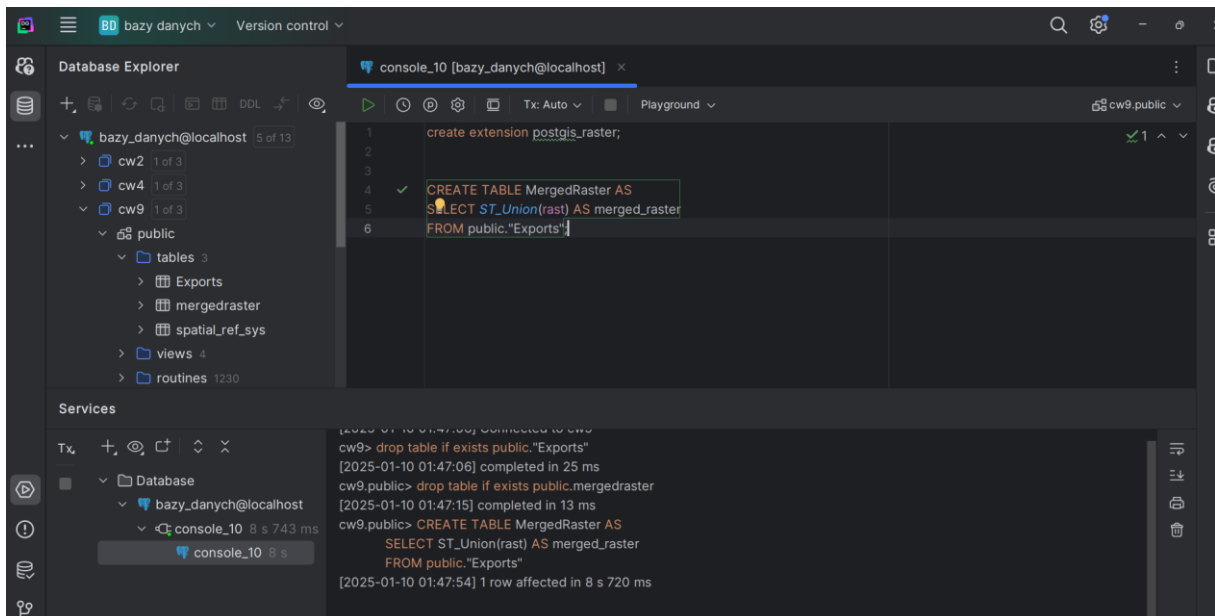 BD bazy danych Version control
Database Explorer
console_10 [bazy_danych@localhost]
DDL
Tx: Auto
Playground
cw9.public
bazy_danych@localhost 5 of 13
cw2 1 of 3
cw4 1 of 3
cw9 1 of 3
public
tables 3
Exports
mergedraster
spatial_ref_sys
views 4
routines 1230
1 create extension postgis_raster;
2
3
4 CREATE TABLE MergedRaster AS
5 SELECT ST_Union(rast) AS merged_raster
6 FROM public."Exports";
1
Services
Tx
Database
bazy_danych@localhost
console_10 8 s 743 ms
console_10 8 s
cw9> drop table if exists public."Exports"
[2025-01-10 01:47:06] completed in 25 ms
cw9.public> drop table if exists public.mergedraster
[2025-01-10 01:47:15] completed in 13 ms
cw9.public> CREATE TABLE MergedRaster AS
SELECT ST_Union(rast) AS merged_raster
FROM public."Exports"
[2025-01-10 01:47:54] 1 row affected in 8 s 720 ms